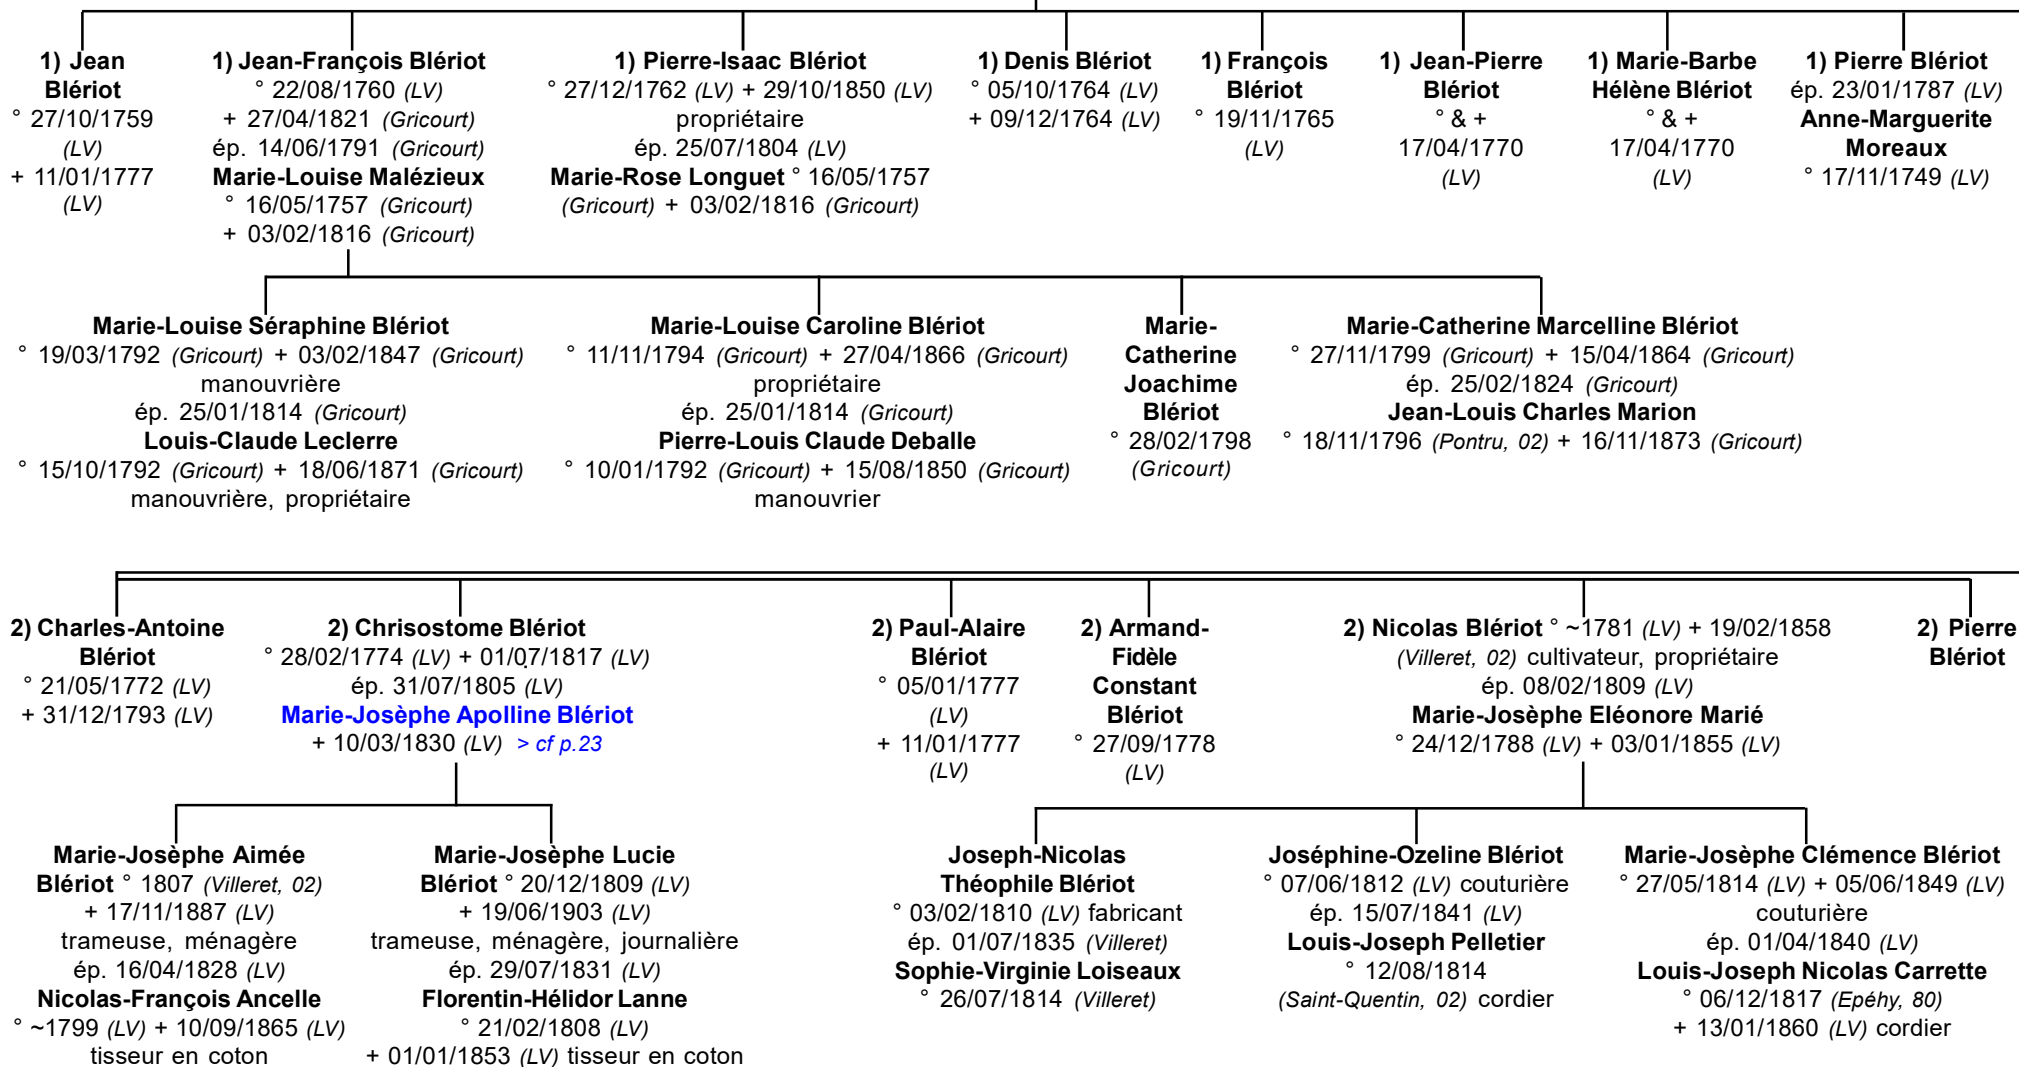 1) Jean
Blériot
° 27/10/1759
(LV)
+ 11/01/1777
(LV)
1) Jean-François Blériot
° 22/08/1760 (LV)
+ 27/04/1821 (Gricourt)
ép. 14/06/1791 (Gricourt)
Marie-Louise Malézieux
° 16/05/1757 (Gricourt)
+ 03/02/1816 (Gricourt)
1) Pierre-Isaac Blériot
° 27/12/1762 (LV) + 29/10/1850 (LV)
propriétaire
ép. 25/07/1804 (LV)
Marie-Rose Longuet ° 16/05/1757
(Gricourt) + 03/02/1816 (Gricourt)
1) Denis Blériot
° 05/10/1764 (LV)
+ 09/12/1764 (LV)
1) François
Blériot
° 19/11/1765
(LV)
1) Jean-Pierre
Blériot
° & +
17/04/1770
(LV)
1) Marie-Barbe
Hélène Blériot
° & +
17/04/1770
(LV)
1) Pierre Blériot
ép. 23/01/1787 (LV)
Anne-Marguerite
Moreaux
° 17/11/1749 (LV)
Marie-Louise Séraphine Blériot
° 19/03/1792 (Gricourt) + 03/02/1847 (Gricourt)
manouvrière
ép. 25/01/1814 (Gricourt)
Louis-Claude Leclerre
° 15/10/1792 (Gricourt) + 18/06/1871 (Gricourt)
manouvrière, propriétaire
Marie-Louise Caroline Blériot
° 11/11/1794 (Gricourt) + 27/04/1866 (Gricourt)
propriétaire
ép. 25/01/1814 (Gricourt)
Pierre-Louis Claude Deballe
° 10/01/1792 (Gricourt) + 15/08/1850 (Gricourt)
manouvrier
Marie-
Catherine
Joachime
Blériot
° 28/02/1798
(Gricourt)
Marie-Catherine Marcelline Blériot
° 27/11/1799 (Gricourt) + 15/04/1864 (Gricourt)
ép. 25/02/1824 (Gricourt)
Jean-Louis Charles Marion
° 18/11/1796 (Pontru, 02) + 16/11/1873 (Gricourt)
2) Charles-Antoine
Blériot
° 21/05/1772 (LV)
+ 31/12/1793 (LV)
2) Chrisostome Blériot
° 28/02/1774 (LV) + 01/07/1817 (LV)
ép. 31/07/1805 (LV)
Marie-Josèphe Apolline Blériot
+ 10/03/1830 (LV) > cf p.23
2) Paul-Alaire
Blériot
° 05/01/1777
(LV)
+ 11/01/1777
(LV)
2) Armand-
Fidèle
Constant
Blériot
° 27/09/1778
(LV)
2) Nicolas Blériot ° ~1781 (LV) + 19/02/1858
(Villeret, 02) cultivateur, propriétaire
ép. 08/02/1809 (LV)
Marie-Josèphe Eléonore Marié
° 24/12/1788 (LV) + 03/01/1855 (LV)
2) Pierre
Blériot
Marie-Josèphe Aimée
Blériot ° 1807 (Villeret, 02)
+ 17/11/1887 (LV)
trameuse, ménagère
ép. 16/04/1828 (LV)
Nicolas-François Ancelle
° ~1799 (LV) + 10/09/1865 (LV)
tisseur en coton
Marie-Josèphe Lucie
Blériot ° 20/12/1809 (LV)
+ 19/06/1903 (LV)
trameuse, ménagère, journalière
ép. 29/07/1831 (LV)
Florentin-Hélidor Lanne
° 21/02/1808 (LV)
+ 01/01/1853 (LV) tisseur en coton
Joseph-Nicolas
Théophile Blériot
° 03/02/1810 (LV) fabricant
ép. 01/07/1835 (Villeret)
Sophie-Virginie Loiseaux
° 26/07/1814 (Villeret)
Joséphine-Ozeline Blériot
° 07/06/1812 (LV) couturière
ép. 15/07/1841 (LV)
Louis-Joseph Pelletier
° 12/08/1814
(Saint-Quentin, 02) cordier
Marie-Josèphe Clémence Blériot
° 27/05/1814 (LV) + 05/06/1849 (LV)
couturière
ép. 01/04/1840 (LV)
Louis-Joseph Nicolas Carrette
° 06/12/1817 (Epéhy, 80)
+ 13/01/1860 (LV) cordier